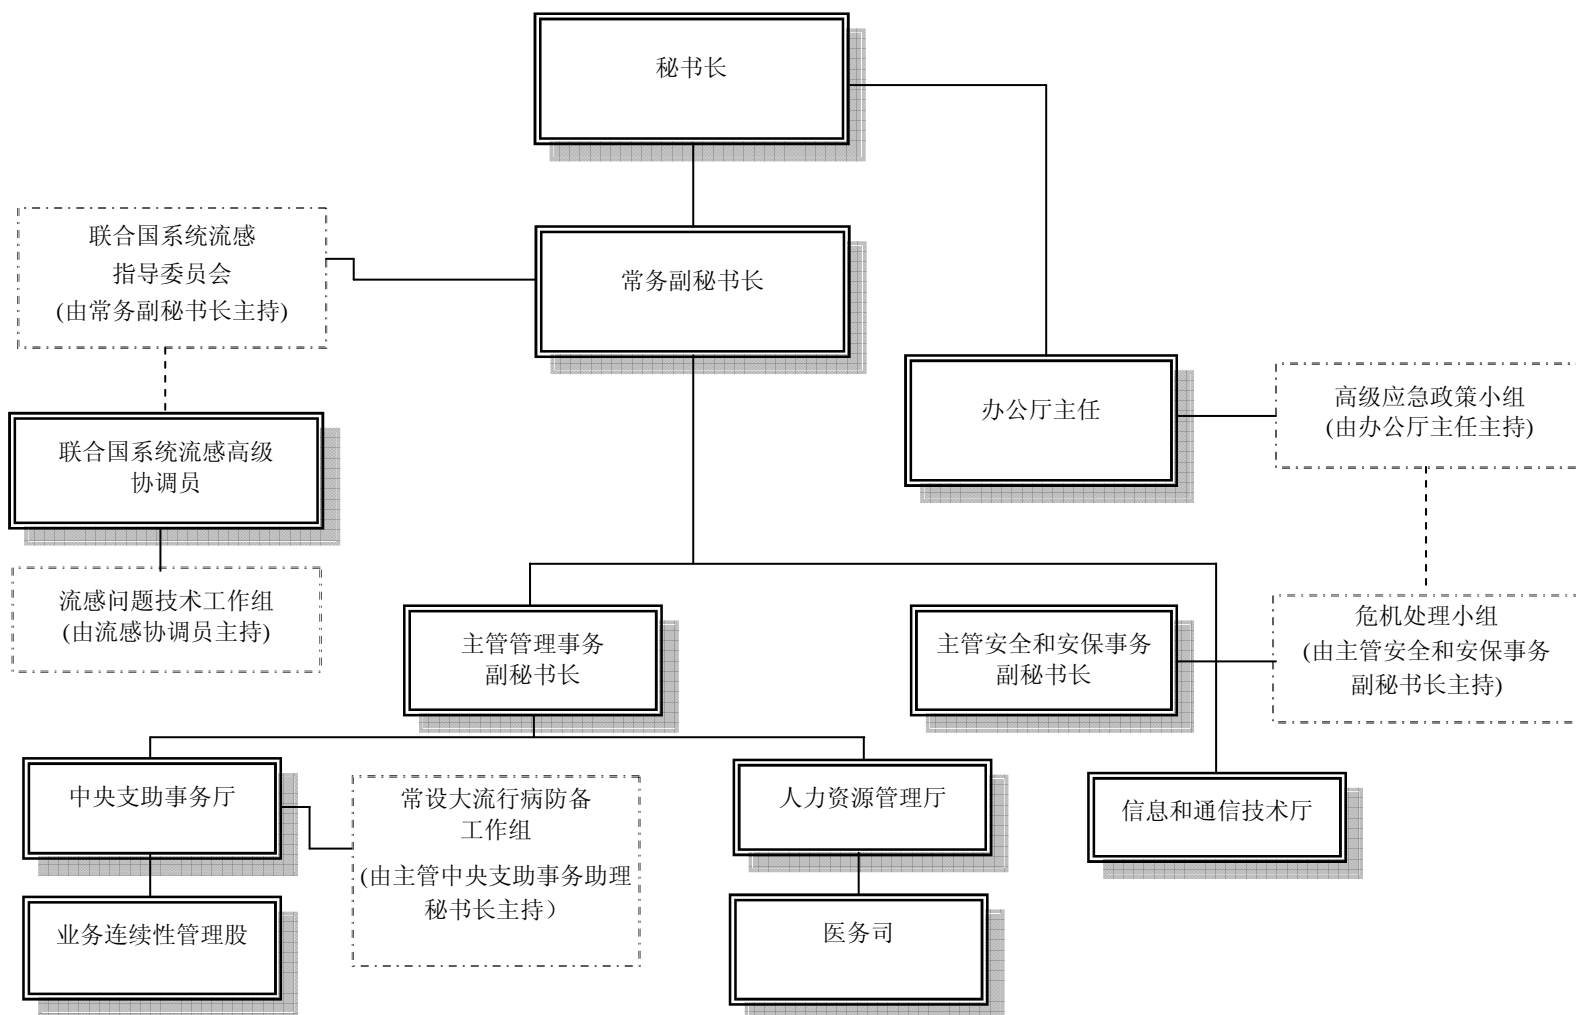 秘书长
联合国系统流感
指导委员会
(由常务副秘书长主持)
常务副秘书长
办公厅主任
高级应急政策小组
(由办公厅主任主持)
联合国系统流感高级
协调员
流感问题技术工作组
(由流感协调员主持)
主管管理事务
副秘书长
主管安全和安保事务
副秘书长
危机处理小组
(由主管安全和安保事务
副秘书长主持)
中央支助事务厅
常设大流行病防备
工作组
(由主管中央支助事务助理
秘书长主持）
人力资源管理厅
信息和通信技术厅
业务连续性管理股
医务司